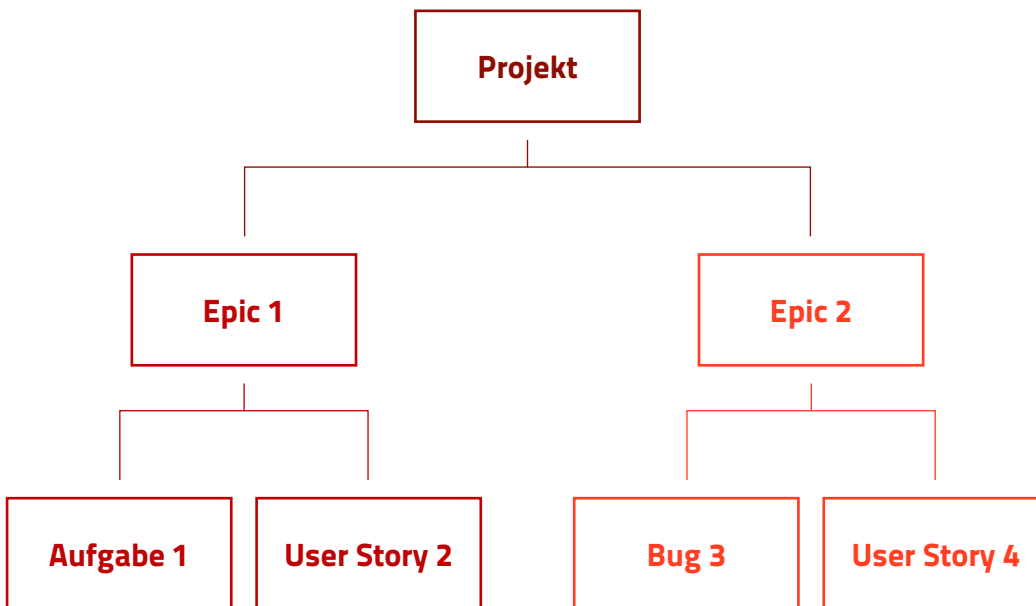 Projekt
Epic 1
Epic 2
Aufgabe 1
User Story 2
Bug 3
User Story 4